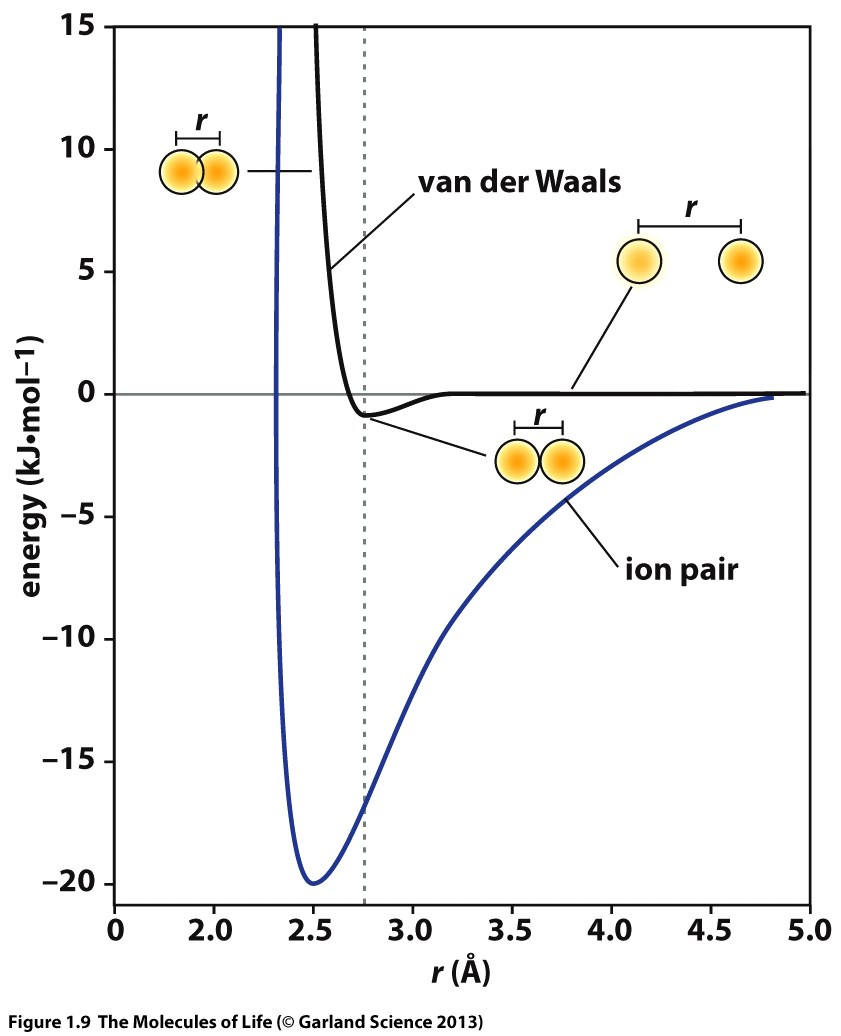 15
10
5
0
−5
−10
−15
−20
energy (kJ•mol−1)
r
van der Waals
r
r
ion pair
0 2.0 2.5 3.0 3.5 4.0 4.5 5.0
r (Å)
Figure 1.9 The Molecules of Life (© Garland Science 2013)